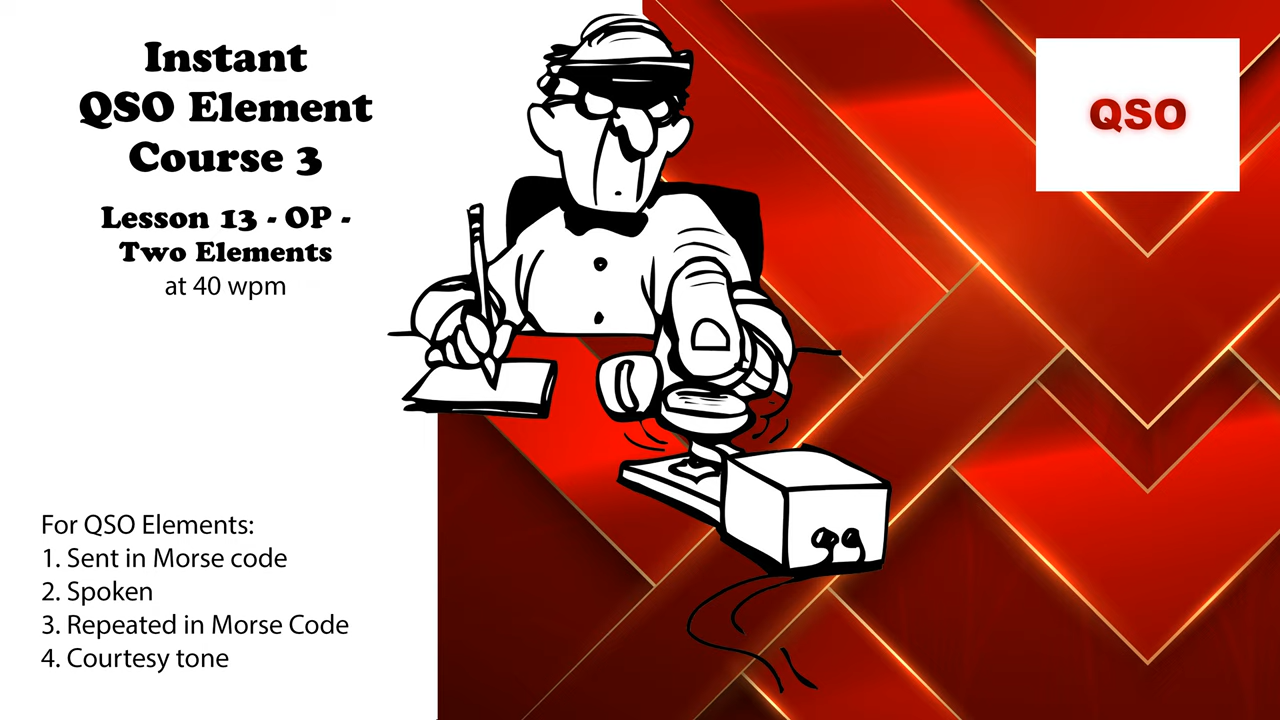 Instant
QSO Element
Course 3
Lesson 13 - OP -
Two Elements
at 40 wpm
QSO
For QSO Elements:
1. Sent in Morse code
2. Spoken
3. Repeated in Morse Code
4. Courtesy tone